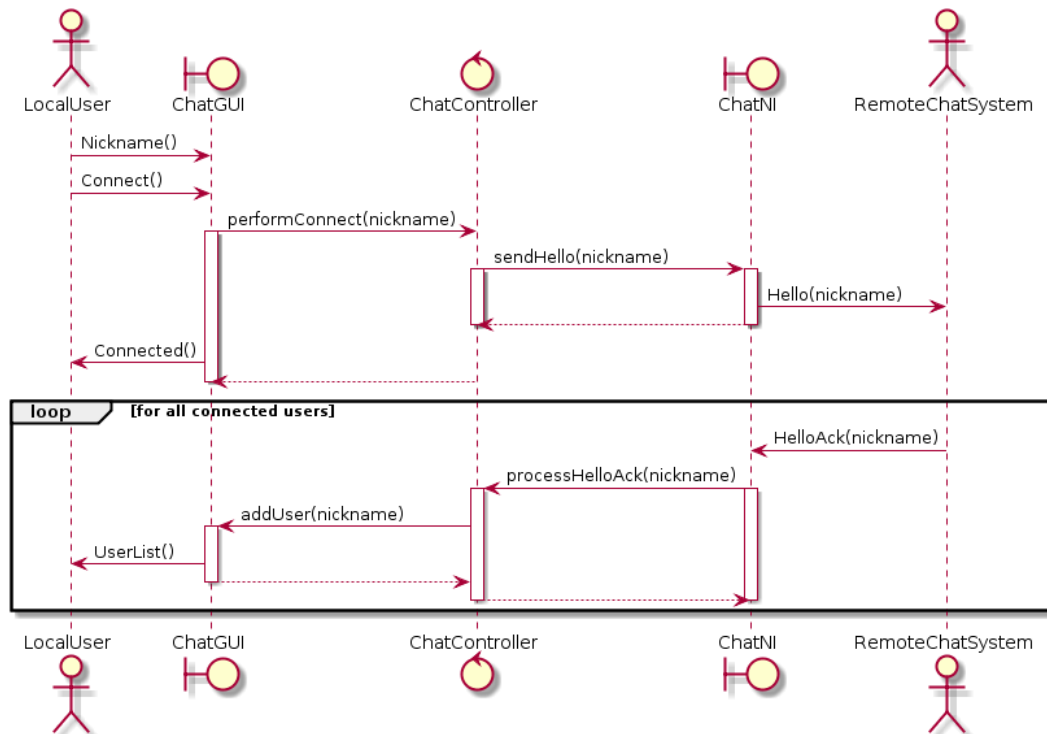 LocalUser ChatGUI ChatController ChatNI RemoteChatSystem
Nickname()
Connect()
performConnect(nickname)
sendHello(nickname)
Hello(nickname)
Connected()
loop [for all connected users]
HelloAck(nickname)
processHelloAck(nickname)
addUser(nickname)
UserList()
LocalUser ChatGUI ChatController ChatNI RemoteChatSystem